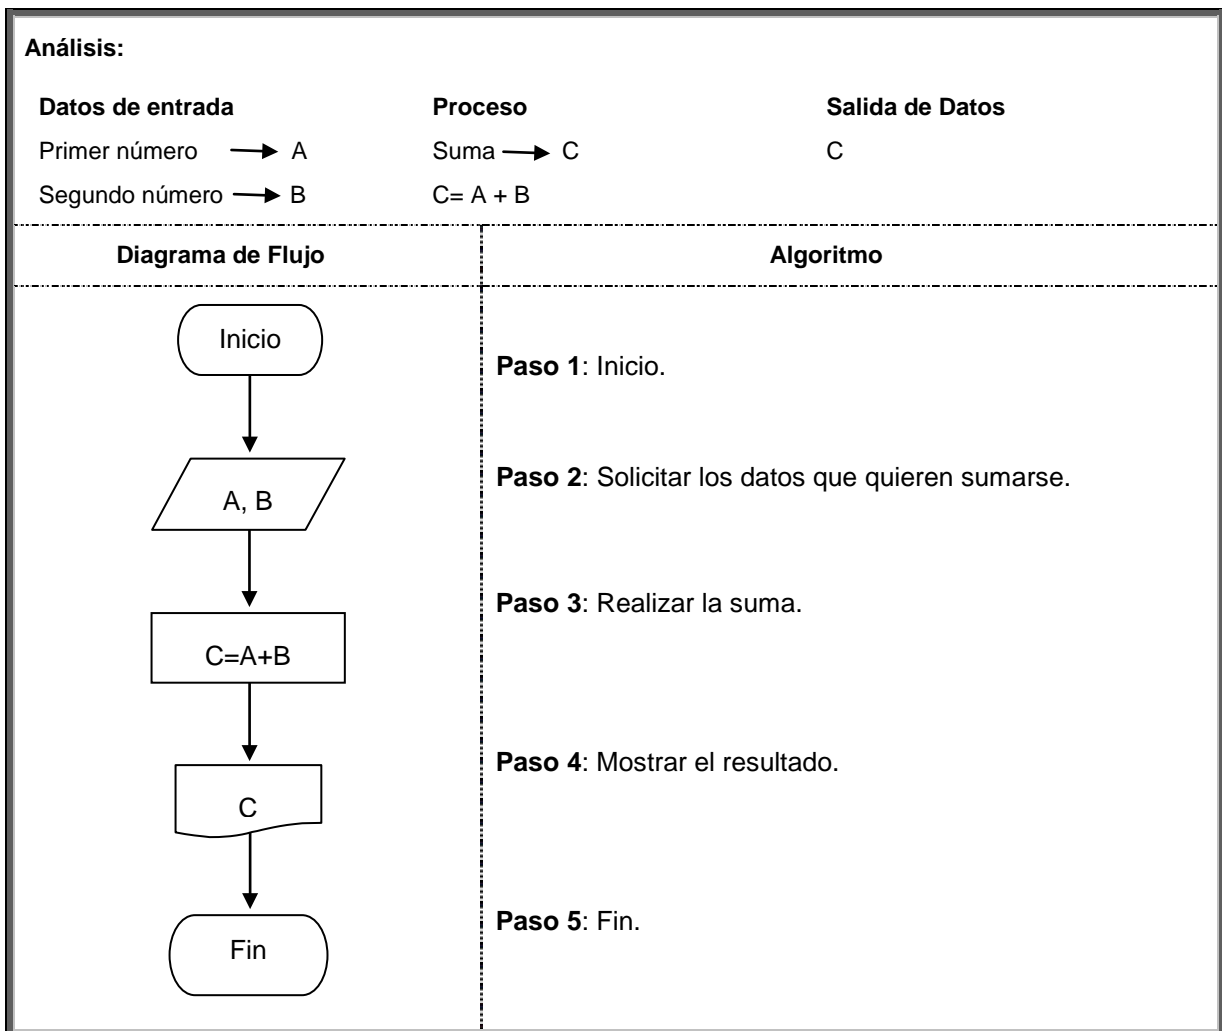 Análisis:
Datos de entrada Proceso Salida de Datos
Primer número A Suma C C
Segundo número B C= A + B
Diagrama de Flujo Algoritmo
Inicio
Paso 1: Inicio.
A, B
Paso 2: Solicitar los datos que quieren sumarse.
C=A+B
Paso 3: Realizar la suma.
C
Paso 4: Mostrar el resultado.
Fin
Paso 5: Fin.